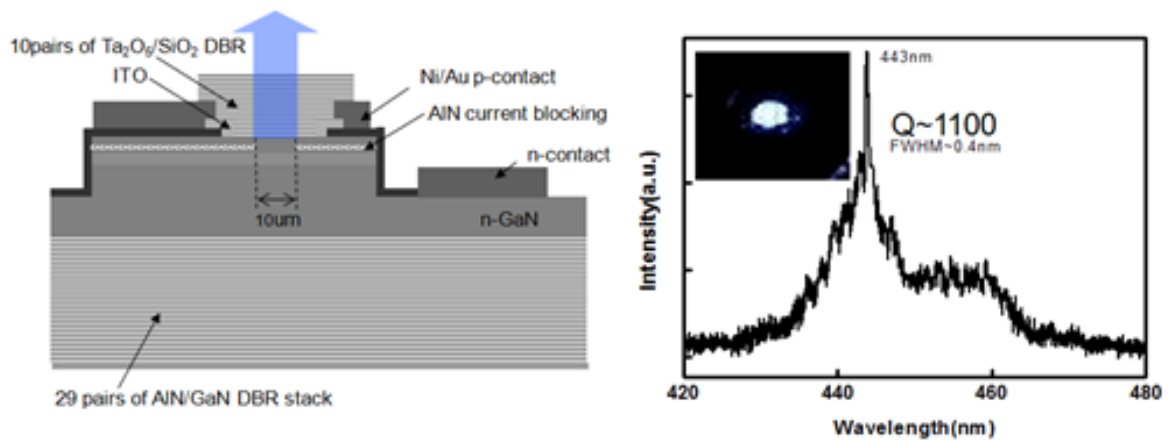 10pairs of Ta₂O₅/SiO₂ DBR
ITO
Ni/Au p-contact
AlN current blocking
n-contact
10um
n-GaN
29 pairs of AlN/GaN DBR stack
443nm
Q~1100
FWHM~0.4nm
Intensity(a.u.)
420
440
460
480
Wavelength(nm)